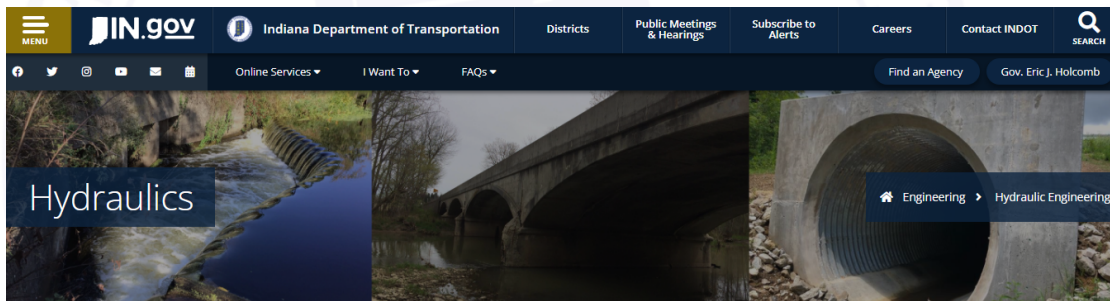 MENU
IN.gov
Indiana Department of Transportation
Districts
Public Meetings
& Hearings
Subscribe to
Alerts
Careers
Contact INDOT
SEARCH
Online Services
I Want To
FAQs
Find an Agency
Gov. Eric J. Holcomb
Hydraulics
Engineering > Hydraulic Engineering